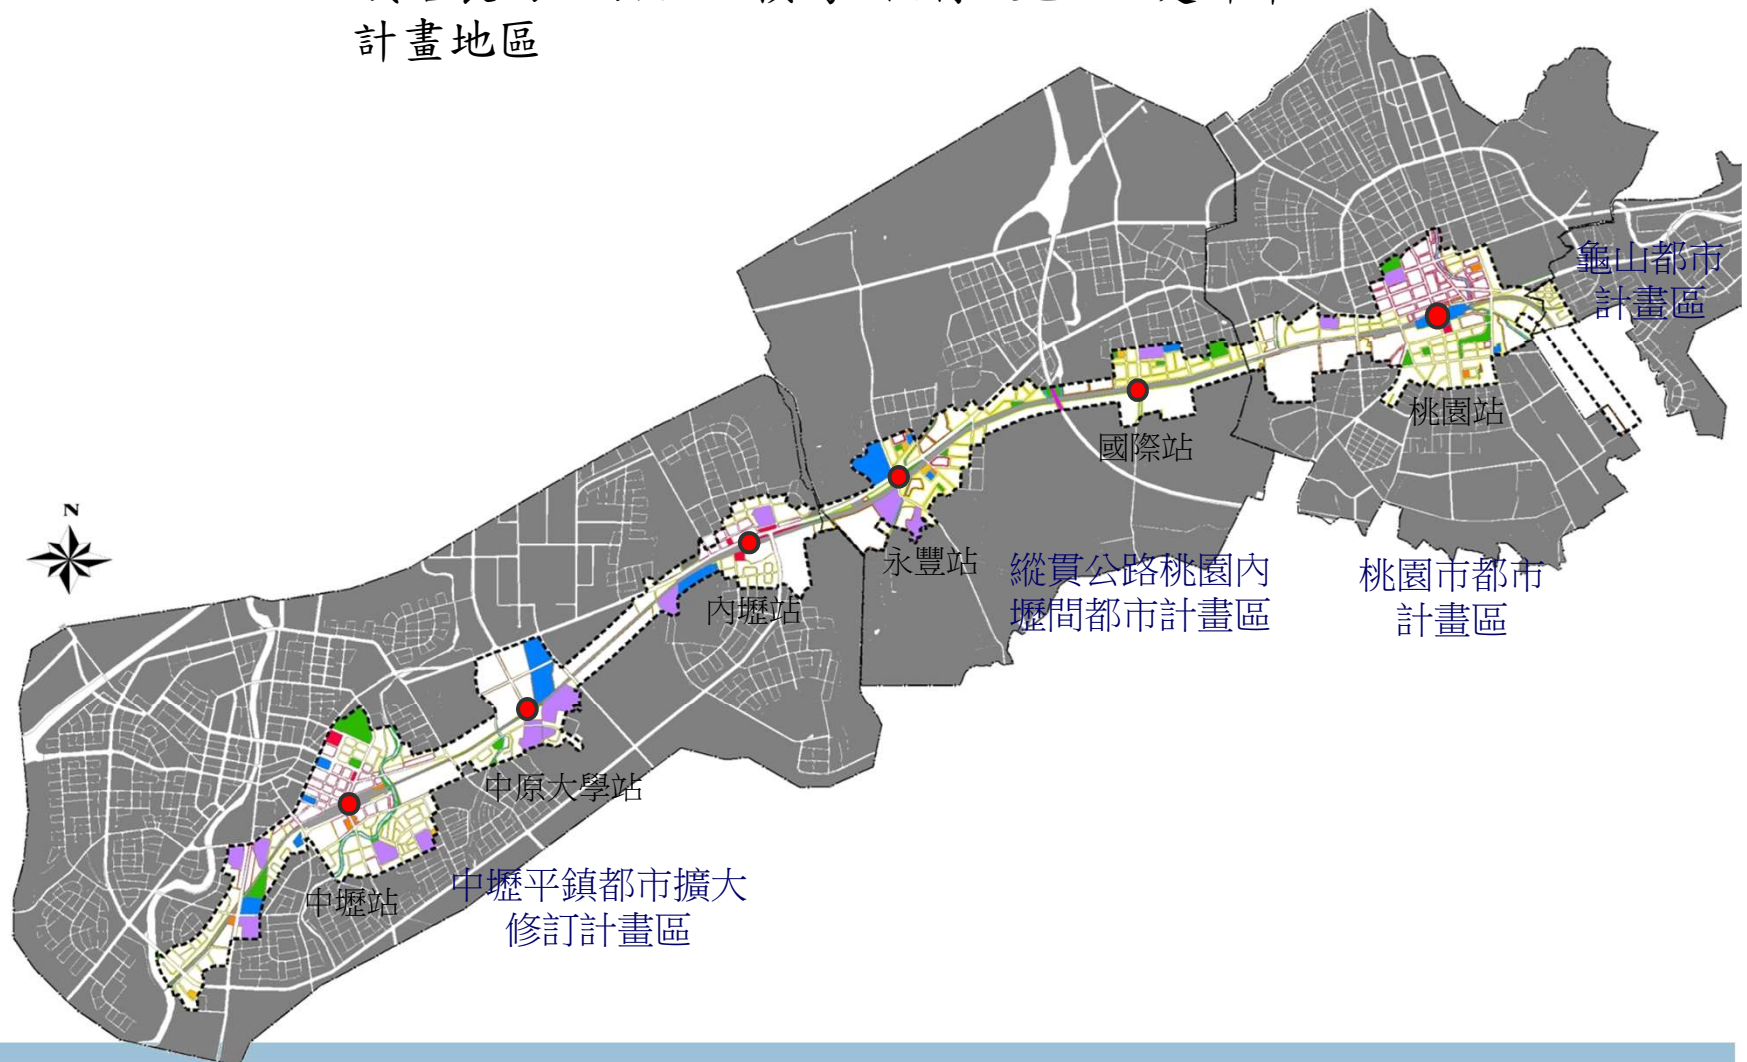 計畫地區
龜山都市
計畫區
桃園站
國際站
永豐站
縱貫公路桃園內
壢間都市計畫區
桃園市都市
計畫區
N
內壢站
中原大學站
中壢站
中壢平鎮都市擴大
修訂計畫區